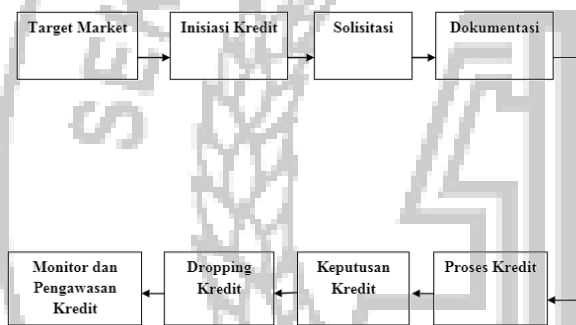 Target Market
Inisiasi Kredit
Solisitasi
Dokumentasi
Monitor dan
Pengawasan
Kredit
Dropping
Kredit
Keputusan
Kredit
Proses Kredit